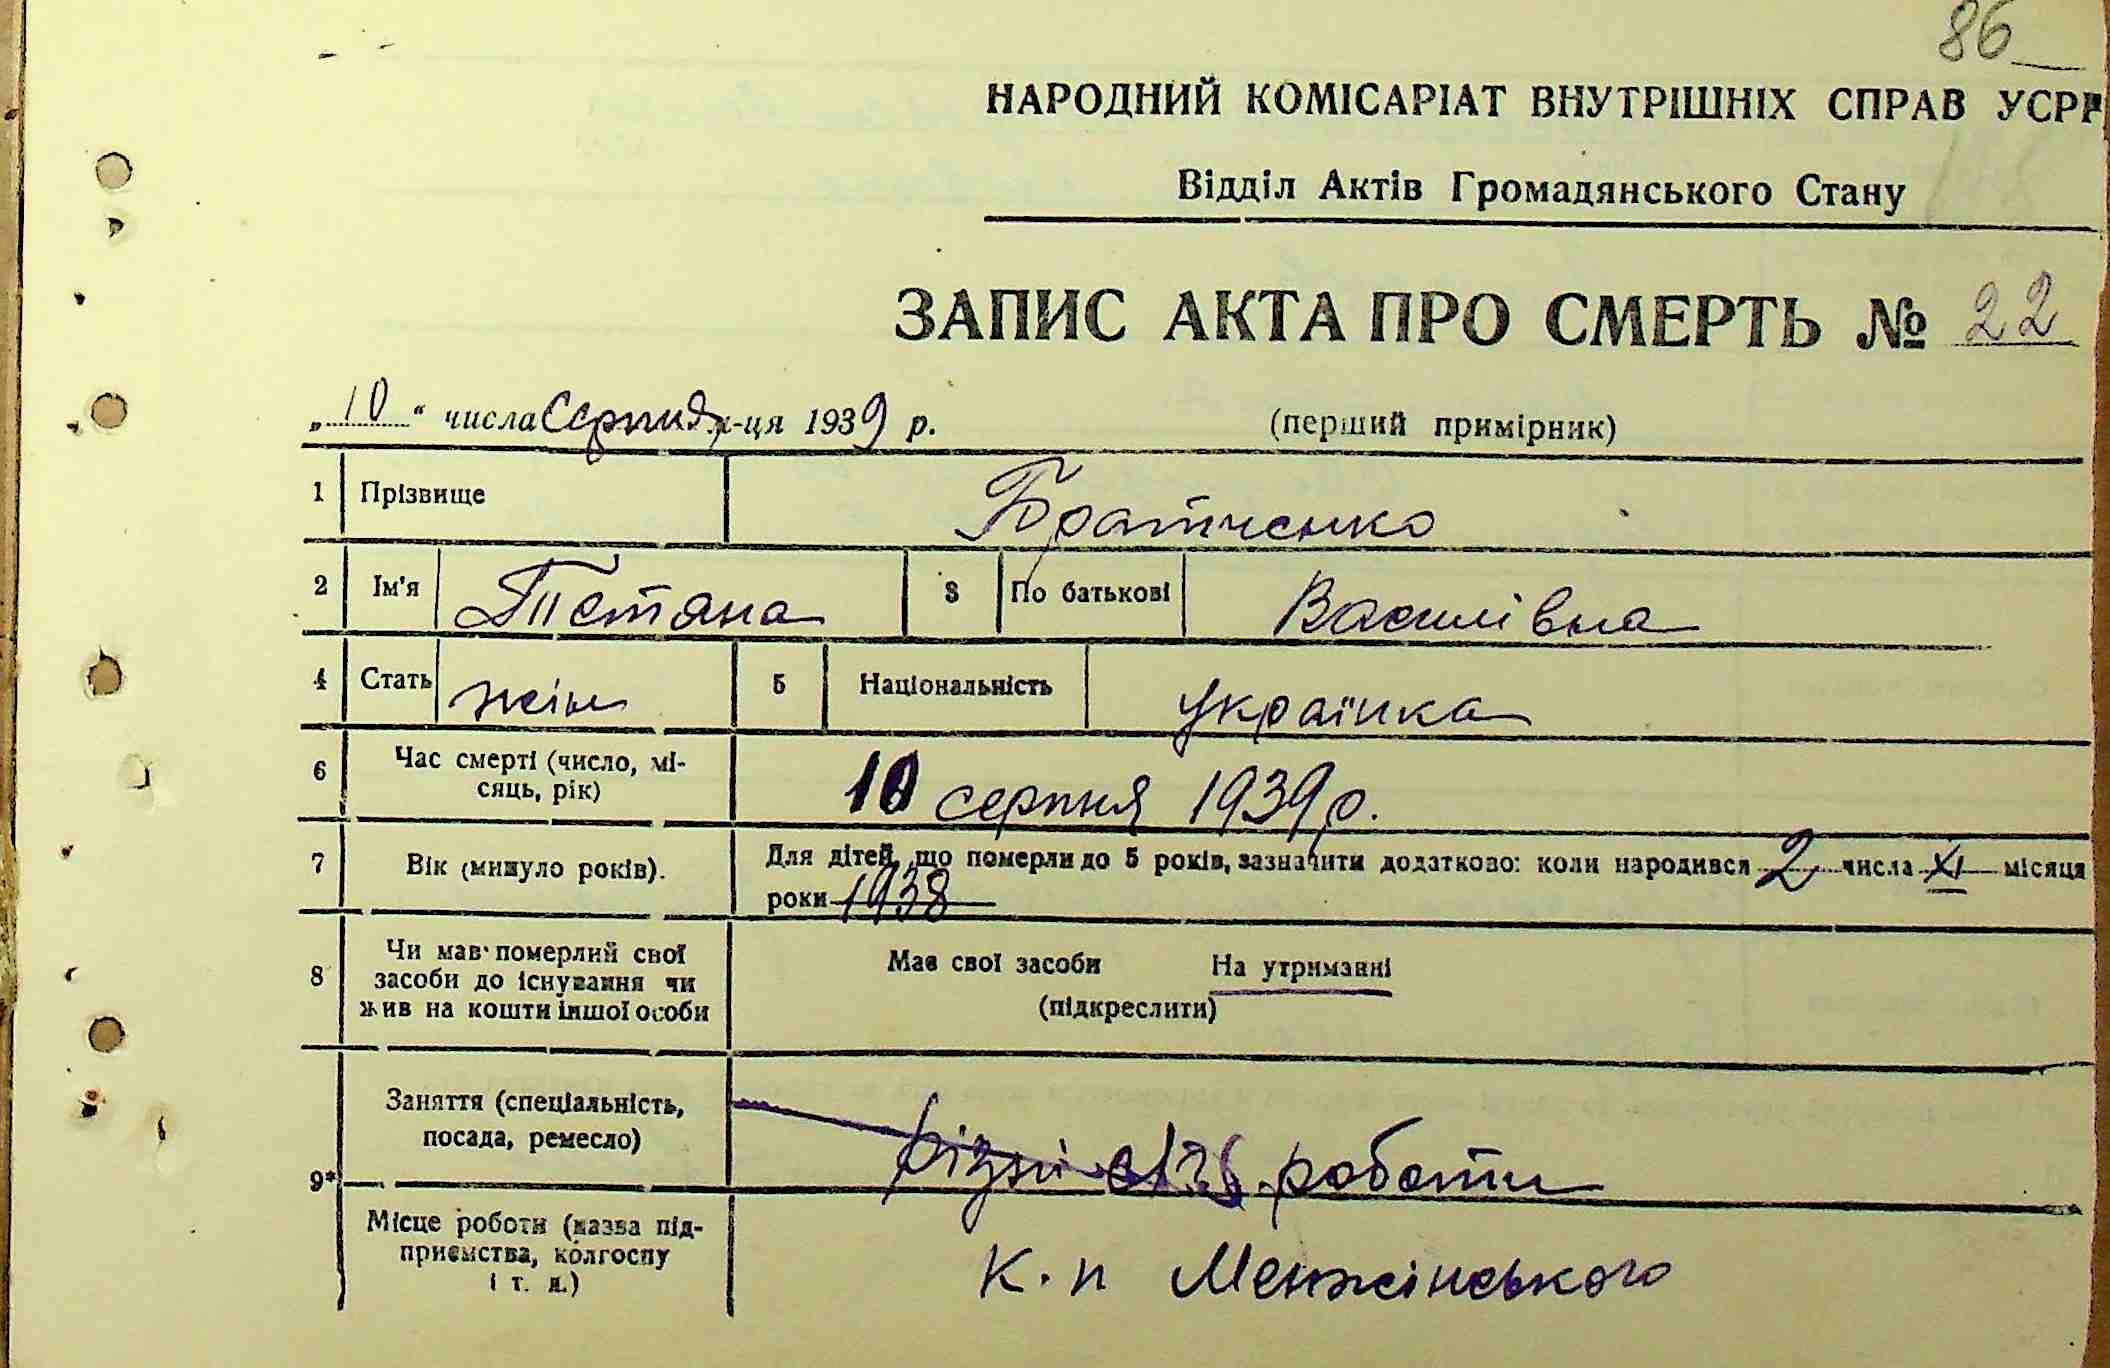 86
НАРОДНИЙ КОМІСАРІАТ ВНУТРІШНІХ СПРАВ УСРР
Відділ Актів Громадянського Стану
ЗАПИС АКТА ПРО СМЕРТЬ № 22
„10“ числа Серпня м-ця 1939 р. (перший примірник)
1 Прізвище Братченко
2 Ім'я Тетяна 3 По батькові Василівна
4 Стать жін 5 Національність українка
6 Час смерті (число, мі-
сяць, рік) 10 серпня 1939 р.
7 Вік (минуло років). Для дітей, що померли до 5 років, зазначити додатково: коли народився 2 числа XI місяця
роки 1938
8 Чи мав померлий свої
засоби до існування чи
жив на кошти іншої особи
Має свої засоби На утриманні
(підкреслити)
9* Заняття (спеціальність,
посада, ремесло) різні роботи
Місце роботи (назва під-
приємства, колгоспу
і т. д.)
к. п Менжінського